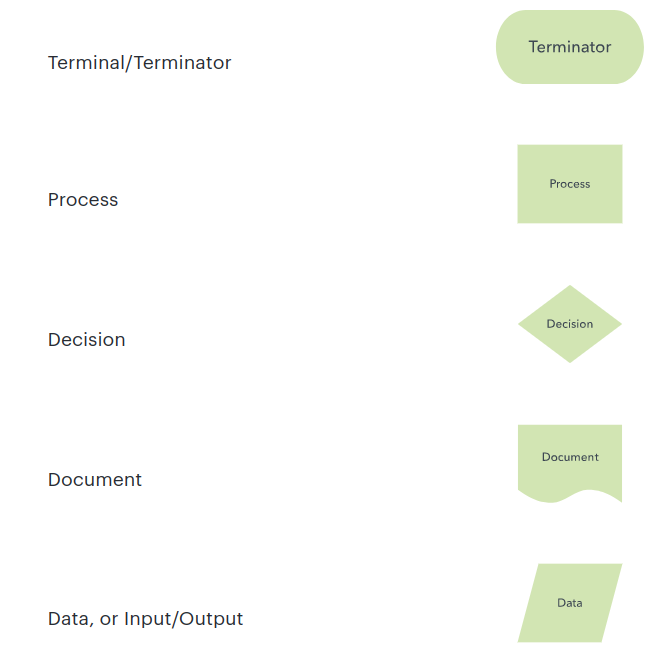 Terminal/Terminator
Terminator
Process
Process
Decision
Decision
Document
Document
Data, or Input/Output
Data